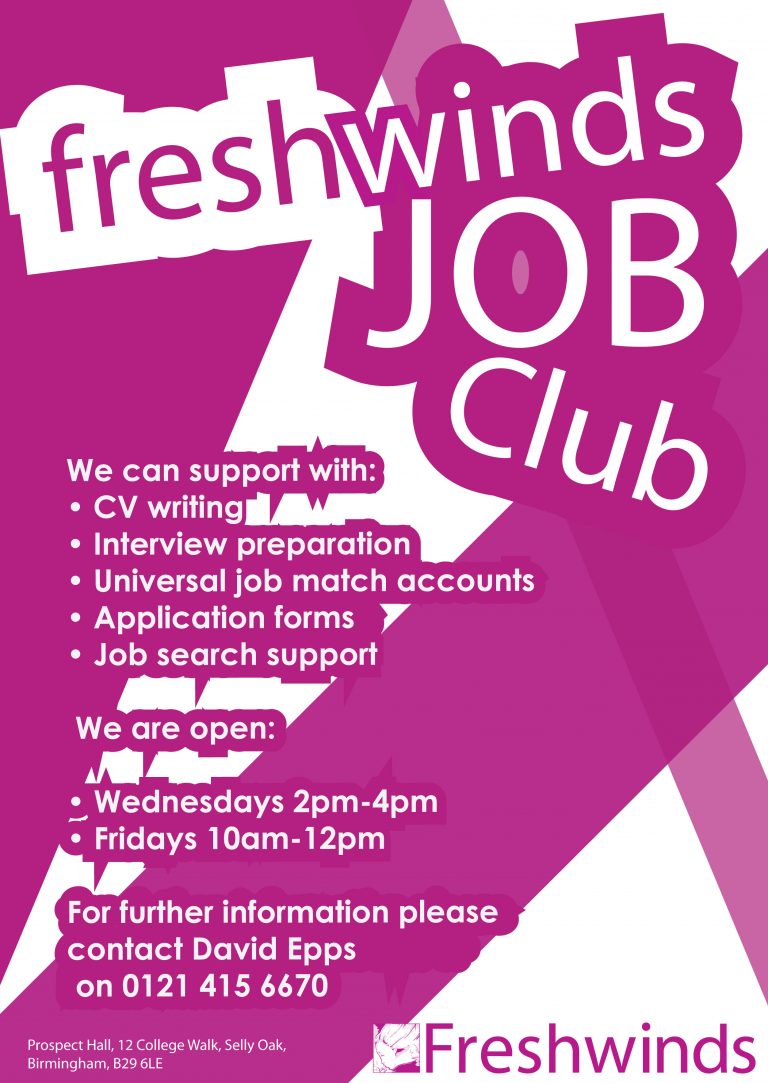 freshwinds
JOB
Club
We can support with:
• CV writing
• Interview preparation
• Universal job match accounts
• Application forms
• Job search support
We are open:
• Wednesdays 2pm-4pm
• Fridays 10am-12pm
For further information please
contact David Epps
on 0121 415 6670
Prospect Hall, 12 College Walk, Selly Oak,
Birmingham, B29 6LE
Freshwinds